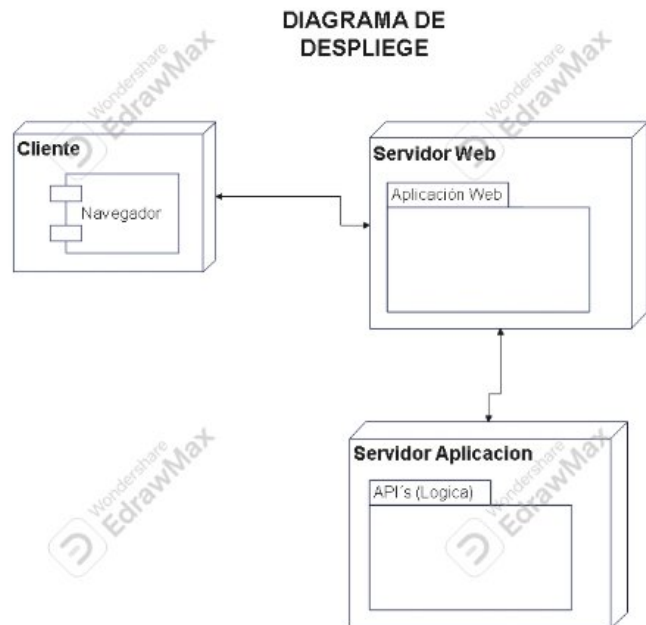 DIAGRAMA DE
DESPLIEGE
Wondershare
EdrawMax
Wondershare
EdrawMax
Cliente
Navegador
Servidor Web
Aplicación Web
Servidor Aplicacion
API´s (Logica)
Wondershare
EdrawMax
Wondershare
EdrawMax